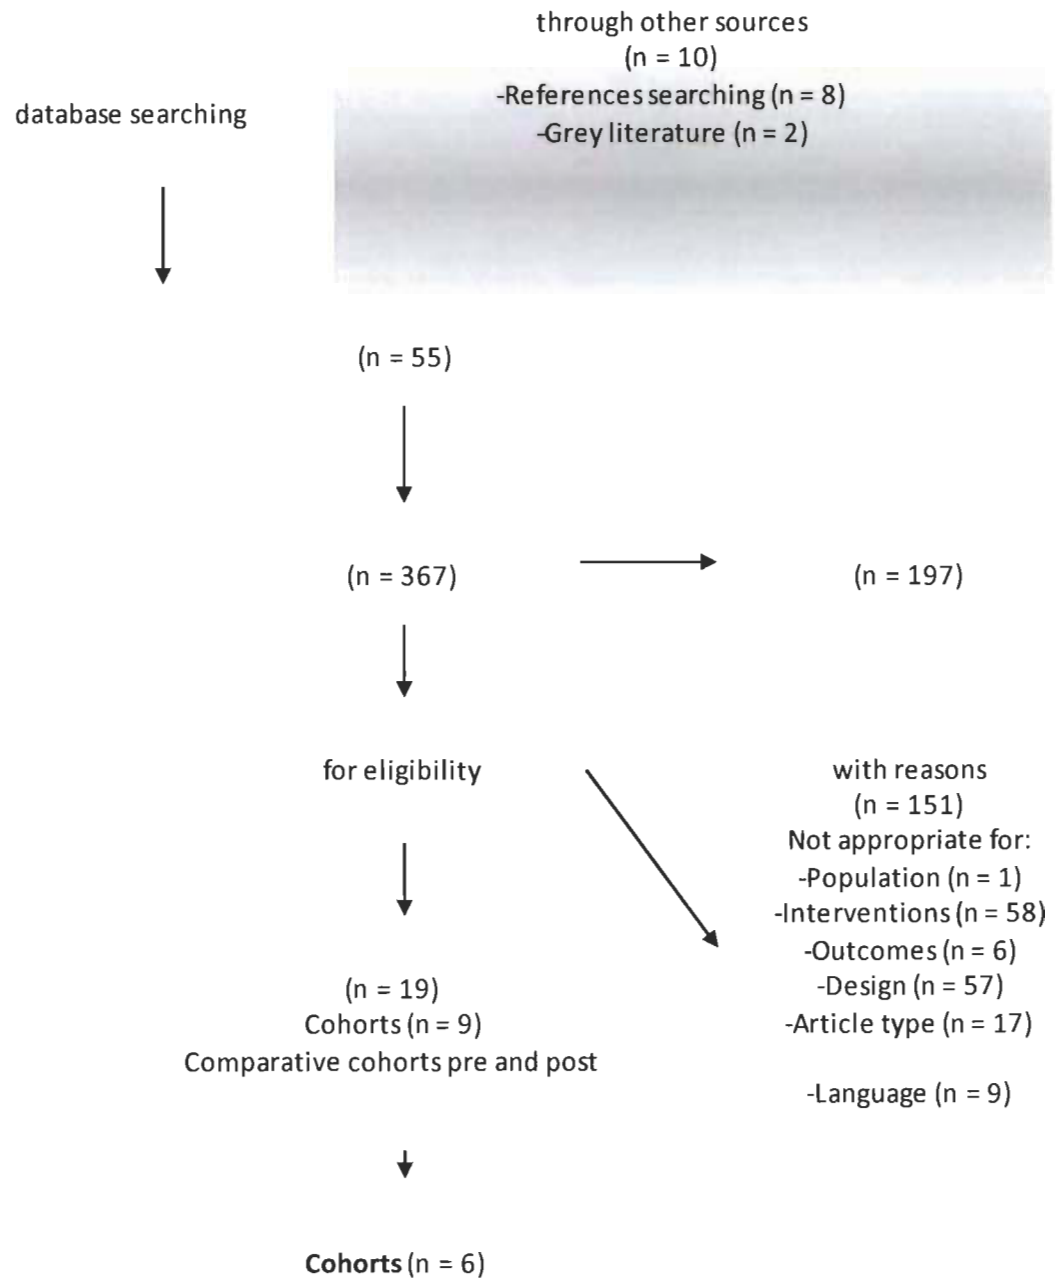 through other sources
(n = 10)
-References searching (n = 8)
-Grey literature (n = 2)
database searching
(n = 55)
(n = 367)
(n = 197)
for eligibility
with reasons
(n = 151)
Not appropriate for:
-Population (n = 1)
-Interventions (n = 58)
-Outcomes (n = 6)
-Design (n = 57)
-Article type (n = 17)
-Language (n = 9)
(n = 19)
Cohorts (n = 9)
Comparative cohorts pre and post
Cohorts (n = 6)